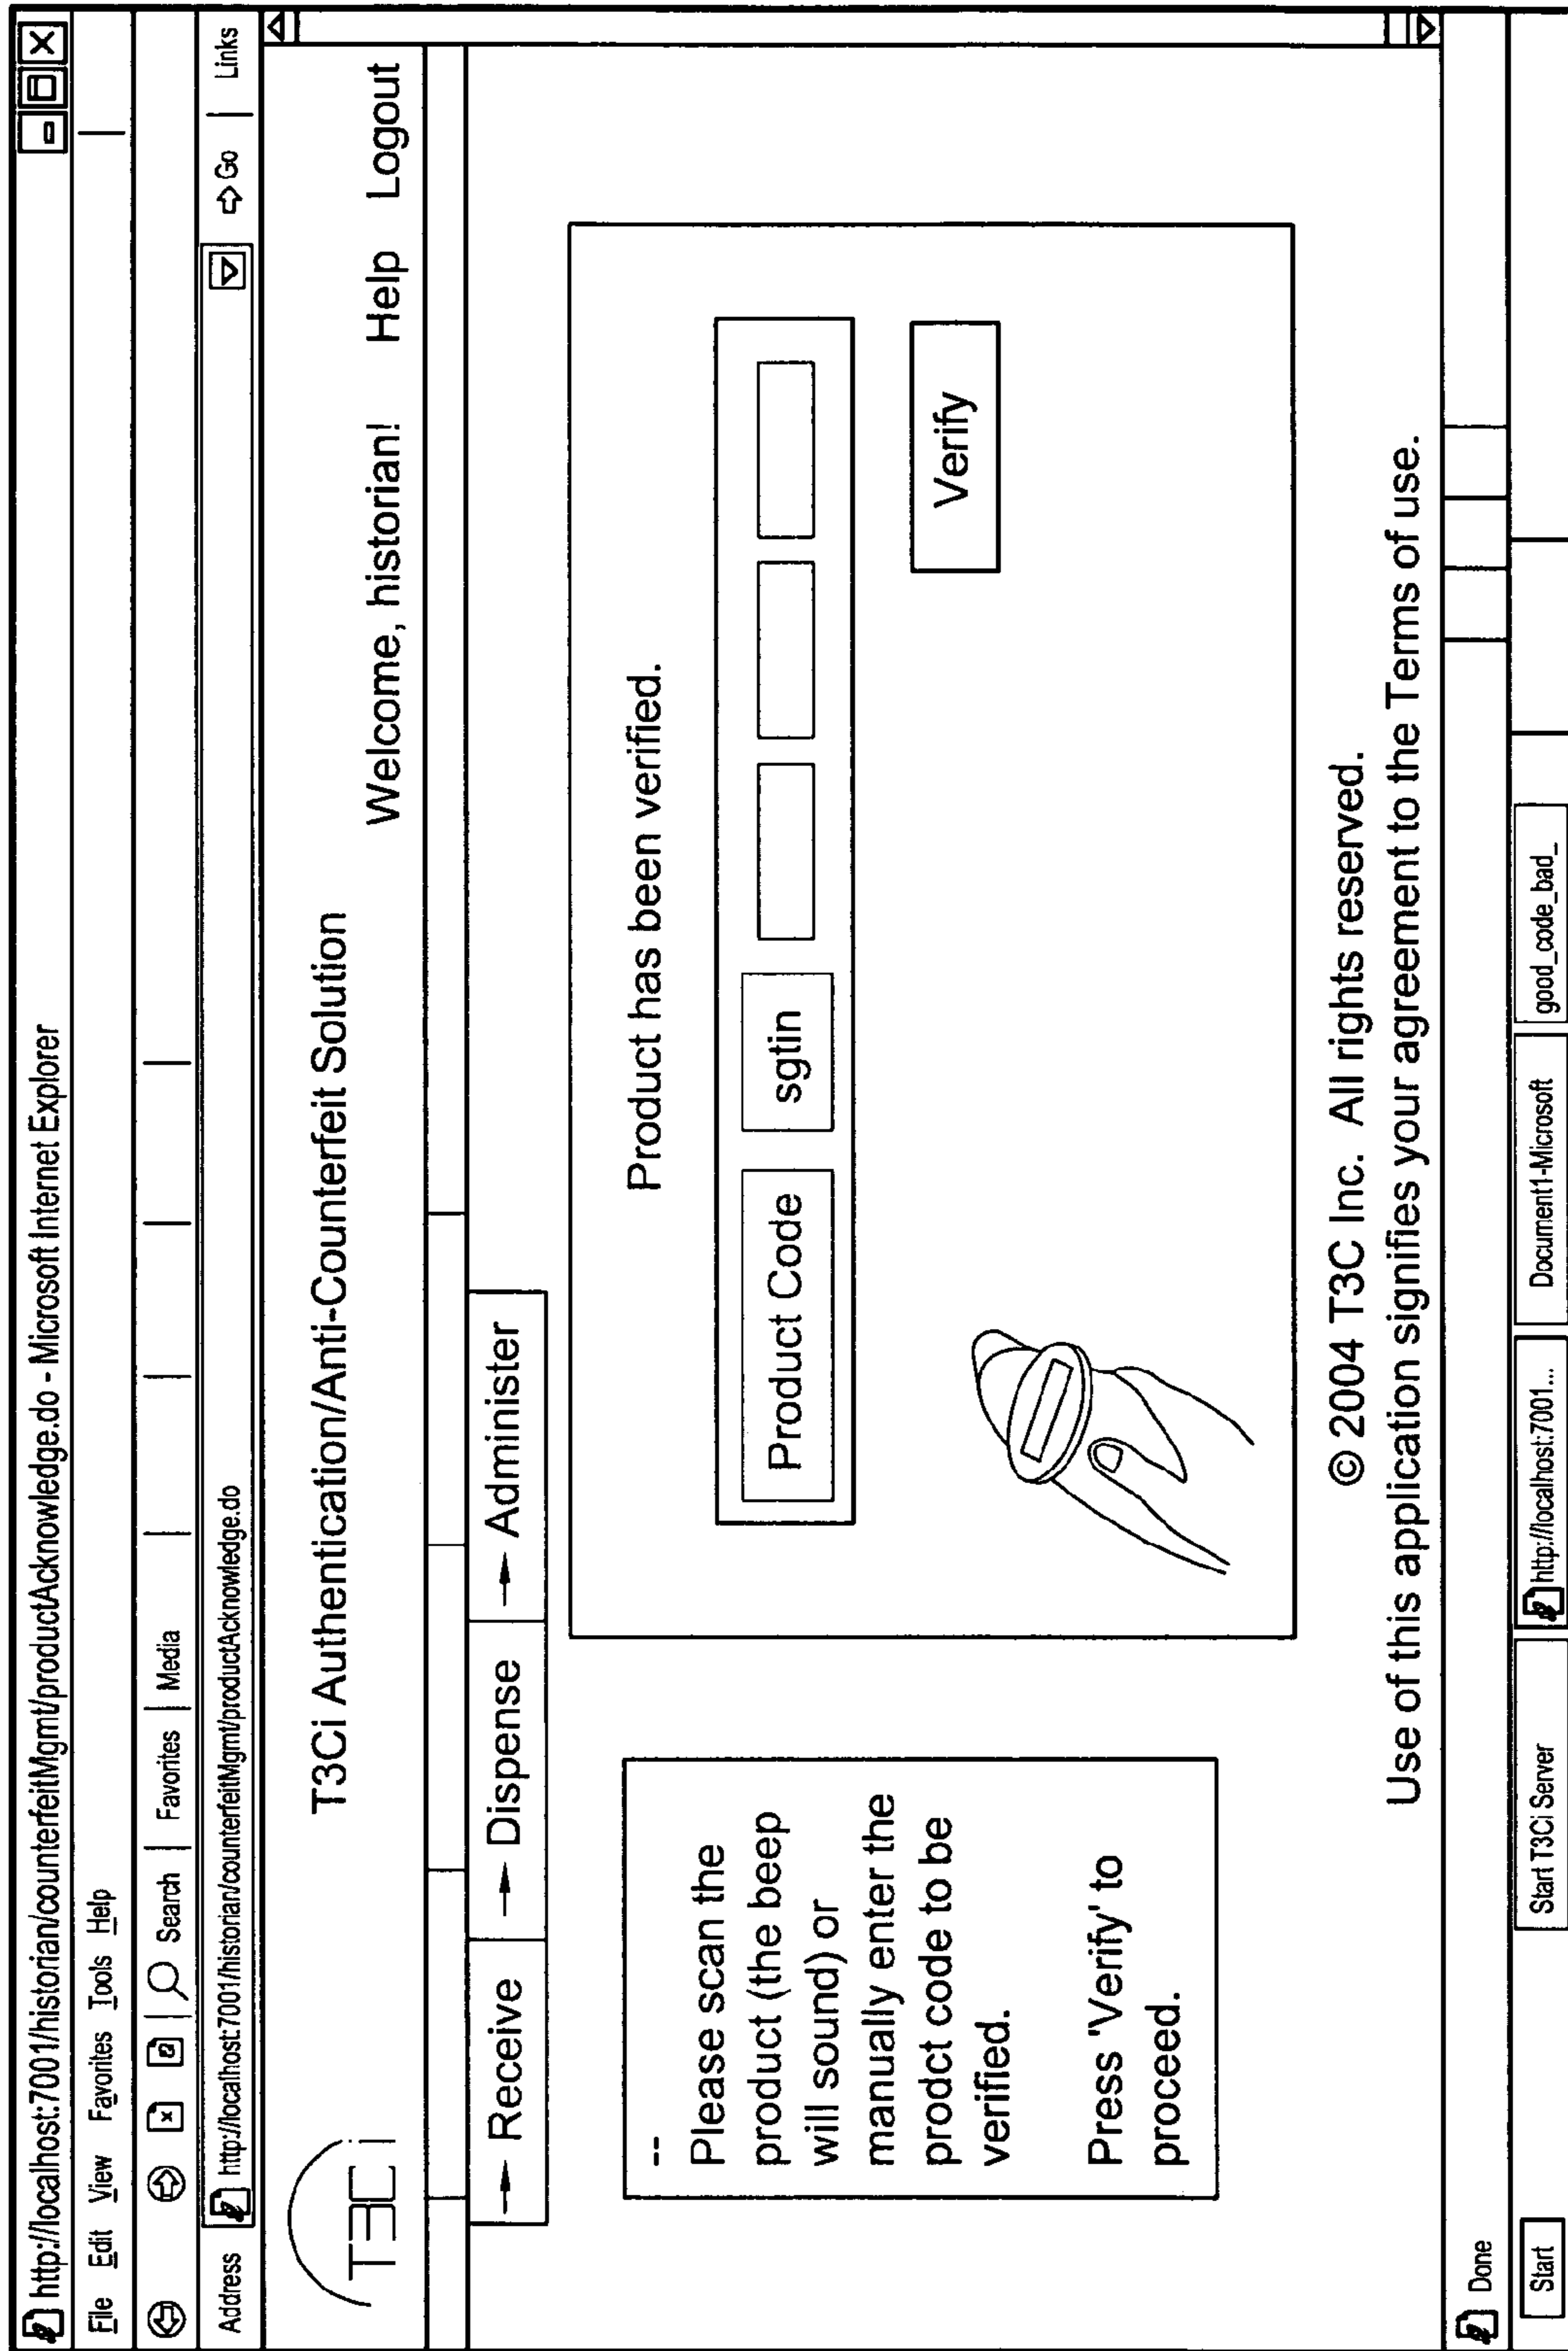 http://localhost:7001/historian/counterfeitMgmt/productAcknowledge.do - Microsoft Internet Explorer
File Edit View Favorites Tools Help
Search Favorites Media
Address http://localhost:7001/historian/counterfeitMgmt/productAcknowledge.do Go Links
T3Ci
T3Ci Authentication/Anti-Counterfeit Solution
Welcome, historian! Help Logout
Receive Dispense Administer
--
Please scan the
product (the beep
will sound) or
manually enter the
prodct code to be
verified.
Press 'Verify' to
proceed.
Product has been verified.
Product Code sgtin
Verify
© 2004 T3C Inc. All rights reserved.
Use of this application signifies your agreement to the Terms of use.
Done
Start Start T3Ci Server http://localhost:7001... Document1-Microsoft good_code_bad_